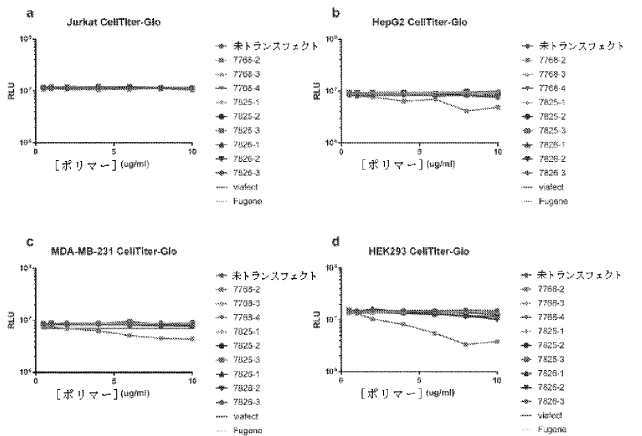 a
Jurkat CellTiter-Glo
RLU
0
5
10
[ポリマー](ug/ml)
未トランスフェクト
7768-2
7768-3
7768-4
7825-1
7825-2
7825-3
7826-1
7826-2
7826-3
viafect
Fugene
b
HepG2 CellTiter-Glo
RLU
0
5
10
[ポリマー](ug/ml)
未トランスフェクト
7768-2
7768-3
7768-4
7825-1
7825-2
7825-3
7826-1
7826-2
7826-3
viafect
Fugene
c
MDA-MB-231 CellTiter-Glo
RLU
0
5
10
[ポリマー](ug/ml)
未トランスフェクト
7768-2
7768-3
7768-4
7825-1
7825-2
7825-3
7826-1
7826-2
7826-3
viafect
Fugene
d
HEK293 CellTiter-Glo
RLU
0
5
10
[ポリマー](ug/ml)
未トランスフェクト
7768-2
7768-3
7768-4
7825-1
7825-2
7825-3
7826-1
7826-2
7826-3
viafect
Fugene